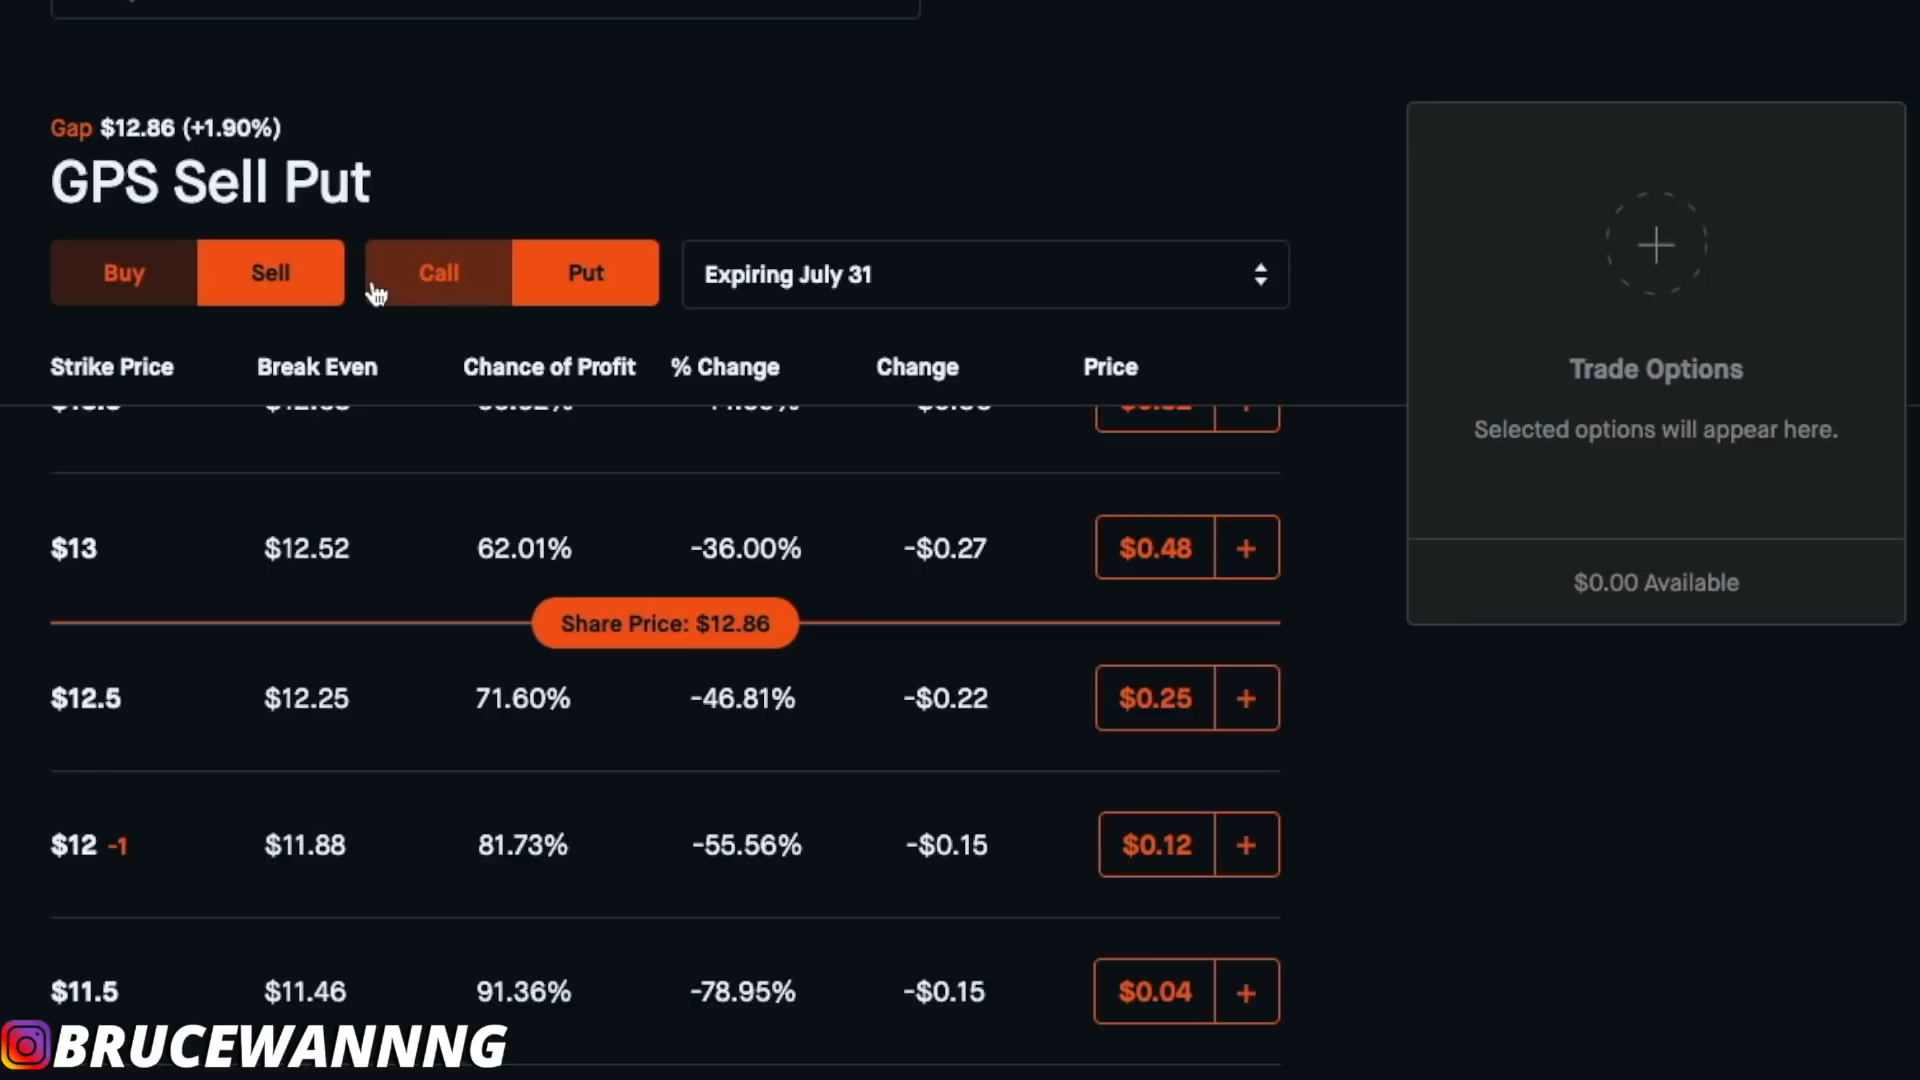 Gap $12.86 (+1.90%)
GPS Sell Put
Buy Sell Call Put Expiring July 31
Strike Price Break Even Chance of Profit % Change Change Price
$13 $12.52 62.01% -36.00% -$0.27 $0.48 +
Share Price: $12.86
$12.5 $12.25 71.60% -46.81% -$0.22 $0.25 +
$12 -1 $11.88 81.73% -55.56% -$0.15 $0.12 +
$11.5 $11.46 91.36% -78.95% -$0.15 $0.04 +
Trade Options
Selected options will appear here.
$0.00 Available
BRUCEWANNNG